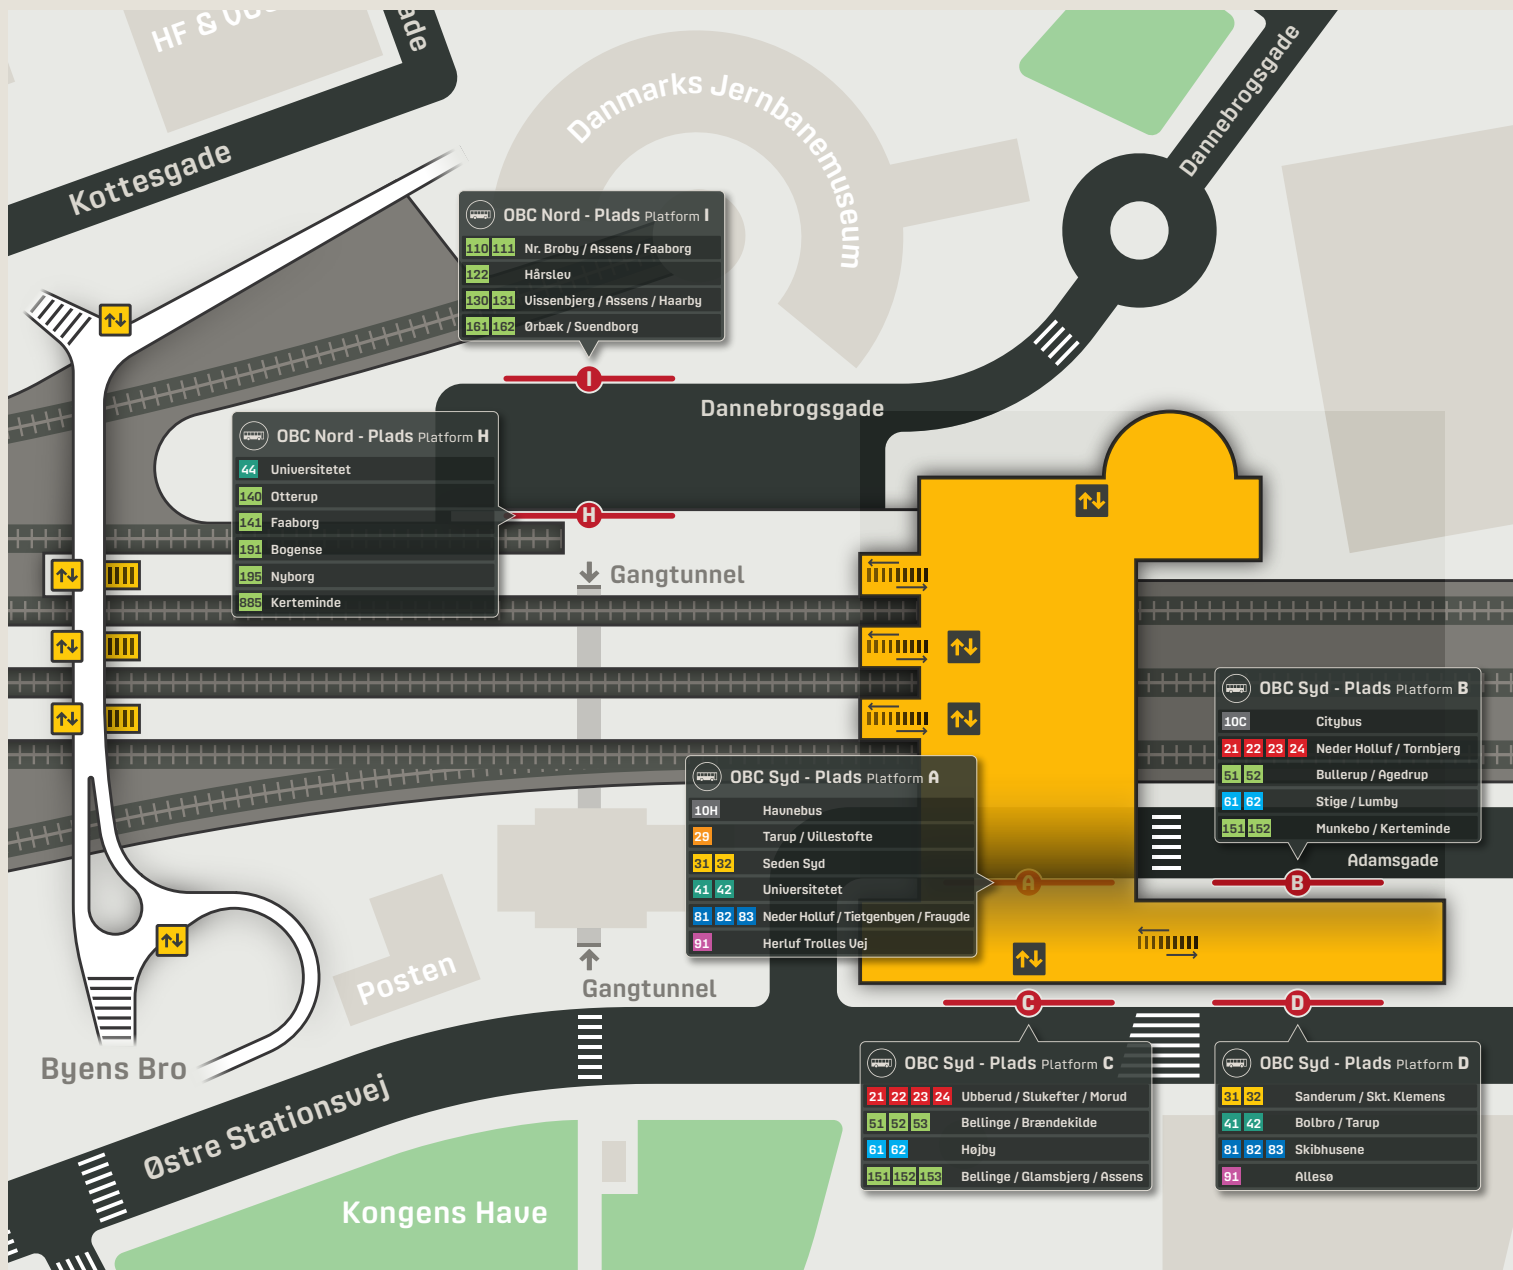 HF &
Kottesgade
Danmarks Jernbanemuseum
Dannebrogsgade
OBC Nord - Plads Platform I
110 111 Nr. Broby / Assens / Faaborg
122 Hårslev
130 131 Vissenbjerg / Assens / Haarby
161 162 Ørbæk / Svendborg
I
Dannebrogsgade
OBC Nord - Plads Platform H
44 Universitetet
140 Otterup
141 Faaborg
191 Bogense
195 Nyborg
885 Kerteminde
H
Gangtunnel
OBC Syd - Plads Platform B
10C Citybus
21 22 23 24 Neder Holluf / Tornbjerg
51 52 Bullerup / Agedrup
61 62 Stige / Lumby
151 152 Munkebo / Kerteminde
Adamsgade
B
OBC Syd - Plads Platform A
10H Havnebus
29 Tarup / Villestofte
31 32 Seden Syd
41 42 Universitetet
81 82 83 Neder Holluf / Tietgenbyen / Fraugde
91 Herluf Trolles Vej
A
Posten
Gangtunnel
C
D
Byens Bro
Østre Stationsvej
OBC Syd - Plads Platform C
21 22 23 24 Ubberud / Slukefter / Morud
51 52 53 Bellinge / Brændekilde
61 62 Højby
151 152 153 Bellinge / Glamsbjerg / Assens
OBC Syd - Plads Platform D
31 32 Sanderum / Skt. Klemens
41 42 Bolbro / Tarup
81 82 83 Skibhusene
91 Allesø
Kongens Have